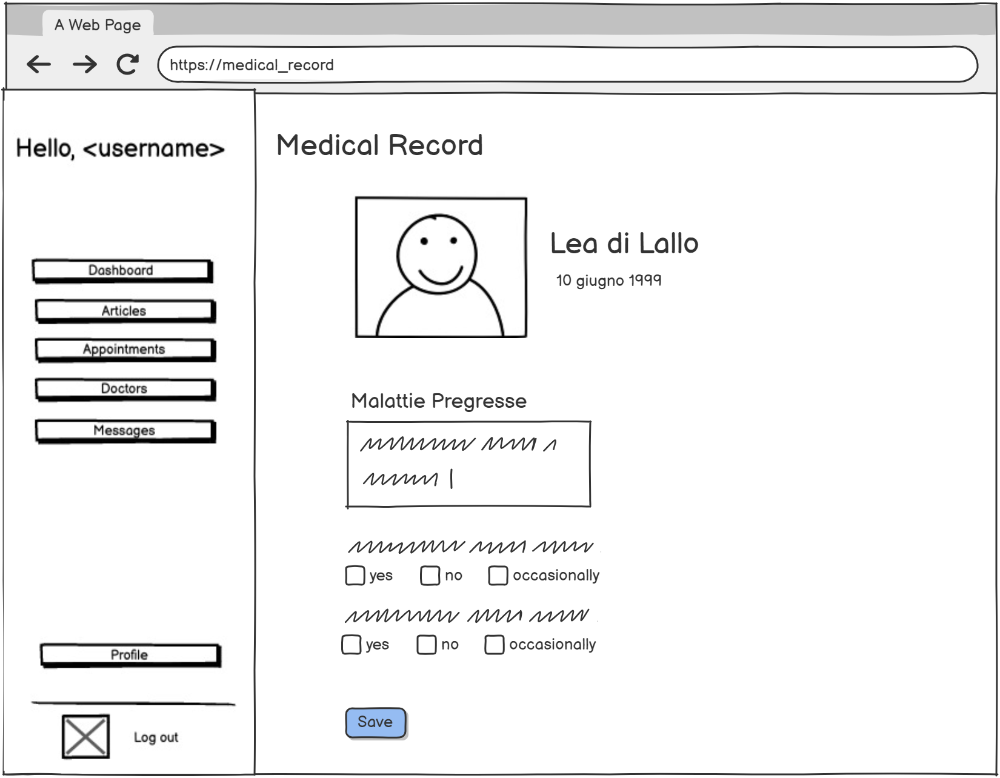 A Web Page
https://medical_record
Hello, <username>
Dashboard
Articles
Appointments
Doctors
Messages
Profile
Log out
Medical Record
Lea di Lallo
10 giugno 1999
Malattie Pregresse
yes no occasionally
yes no occasionally
Save